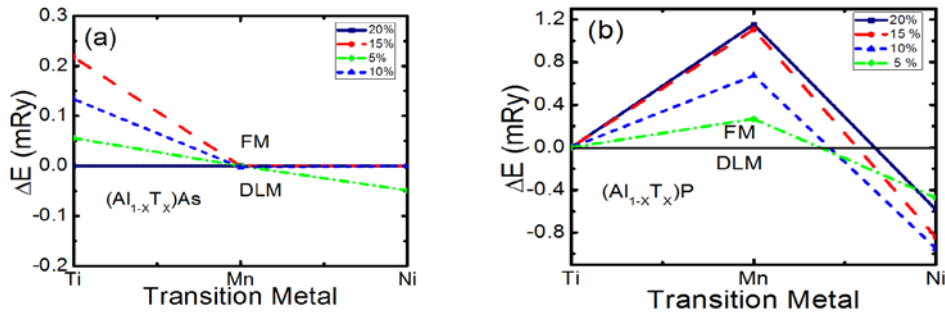 (a)
20%
15%
5%
10%
0.3
0.2
0.1
0.0
-0.1
-0.2
ΔE (mRy)
FM
DLM
(Al1-XTX)As
Ti
Mn
Ni
Transition Metal
(b)
20%
15 %
10%
5 %
1.2
0.8
0.4
0.0
-0.4
-0.8
ΔE (mRy)
FM
DLM
(Al1-XTX)P
Ti
Mn
Ni
Transition Metal